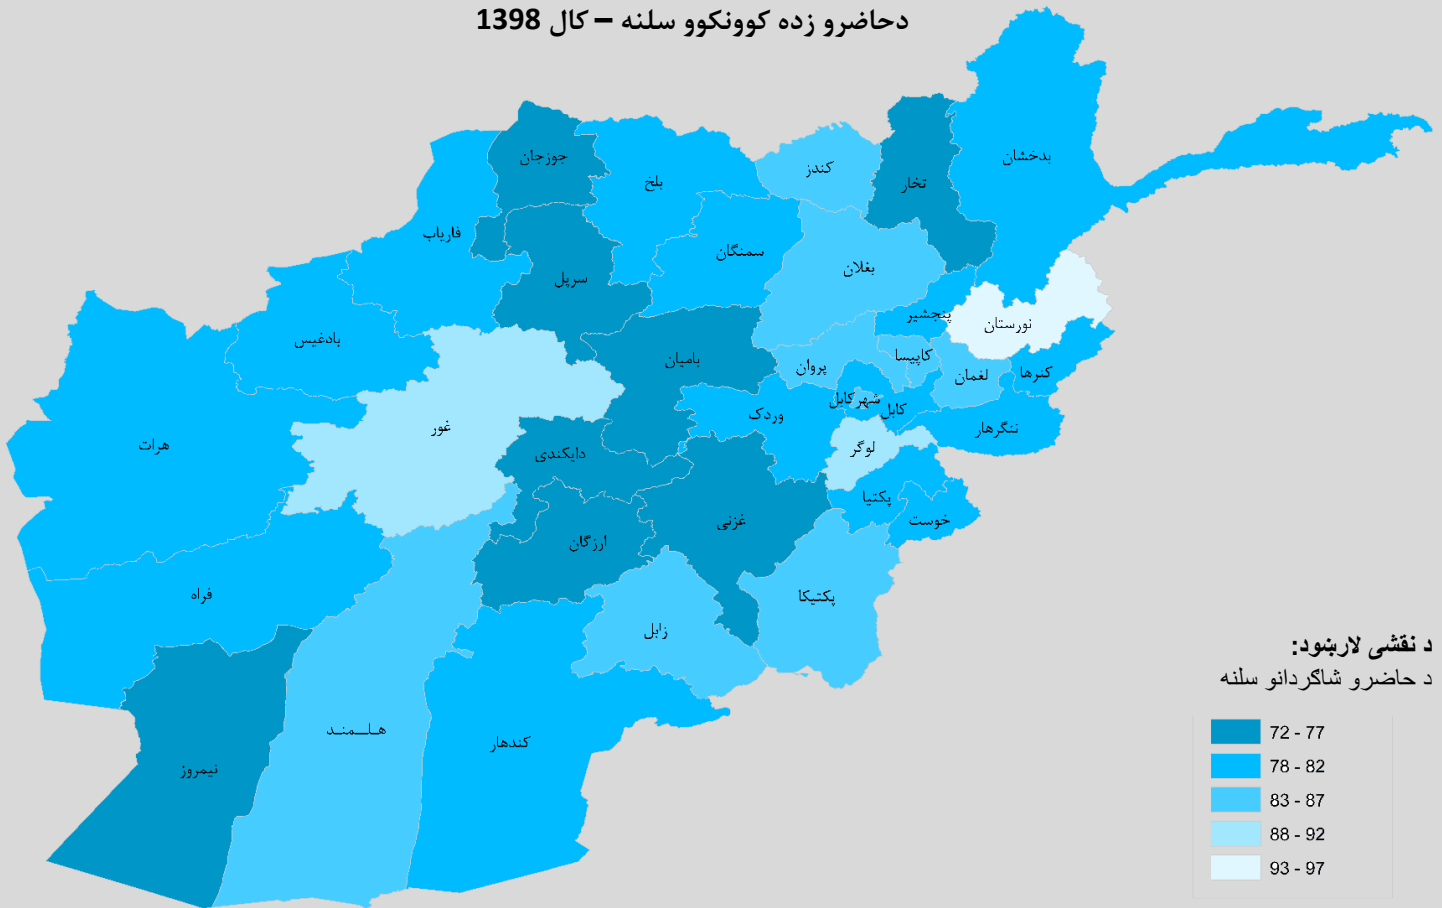 دحاضرو زده کوونکوو سلنه – کال 1398
بدخشان
جوزجان
کندز
بلخ
تخار
فاریاب
سمنگان
بغلان
سرپل
پنجشیر
نورستان
بادغیس
کاپیسا
بامیان
پروان
لغمان
کنرها
شهرکابل
کابل
وردک
غور
ننگرهار
هرات
لوگر
دایکندی
پکتیا
خوست
غزنی
ارزگان
فراه
پکتیکا
زابل
هلــمنــد
کندهار
نیمروز
د نقشی لارښود:
د حاضرو شاګردانو سلنه
72 - 77
78 - 82
83 - 87
88 - 92
93 - 97